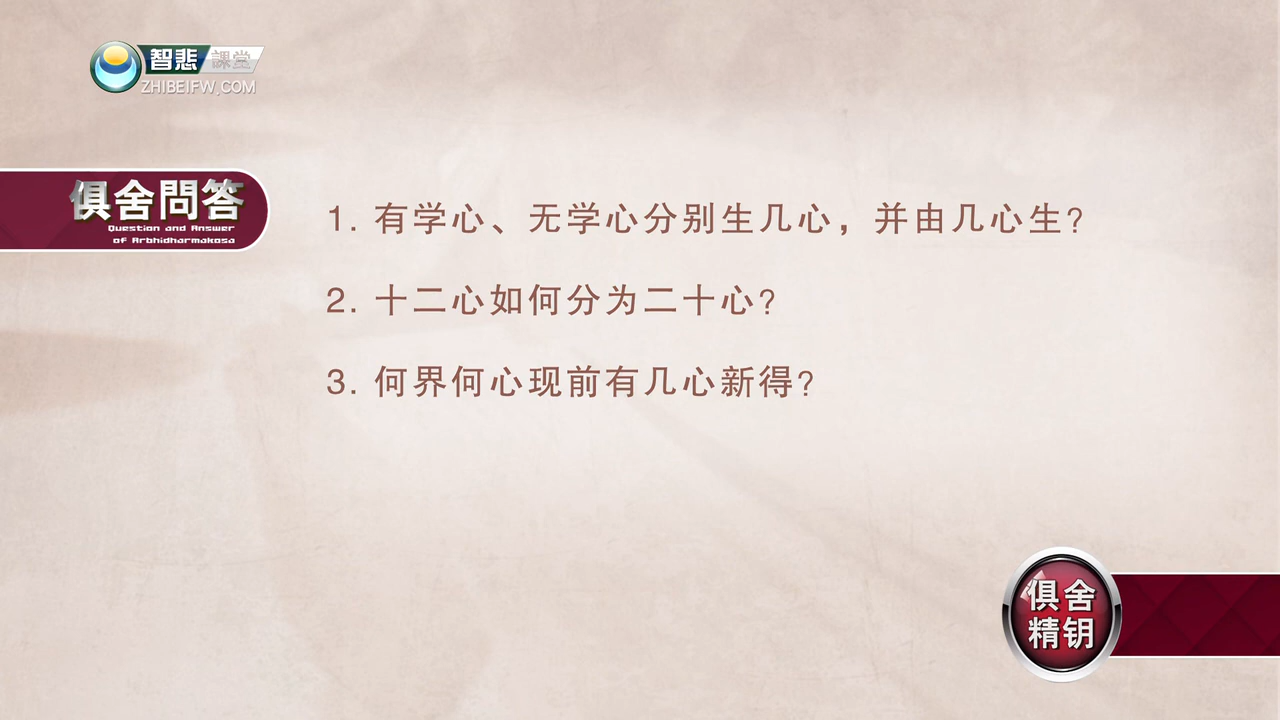 智悲 課堂
ZHIBEIFW.COM
俱舍問答
Question and Answer
of Arbhidharmakosa
1. 有学心、无学心分别生几心，并由几心生?
2. 十二心如何分为二十心?
3. 何界何心现前有几心新得?
俱舍
精钥